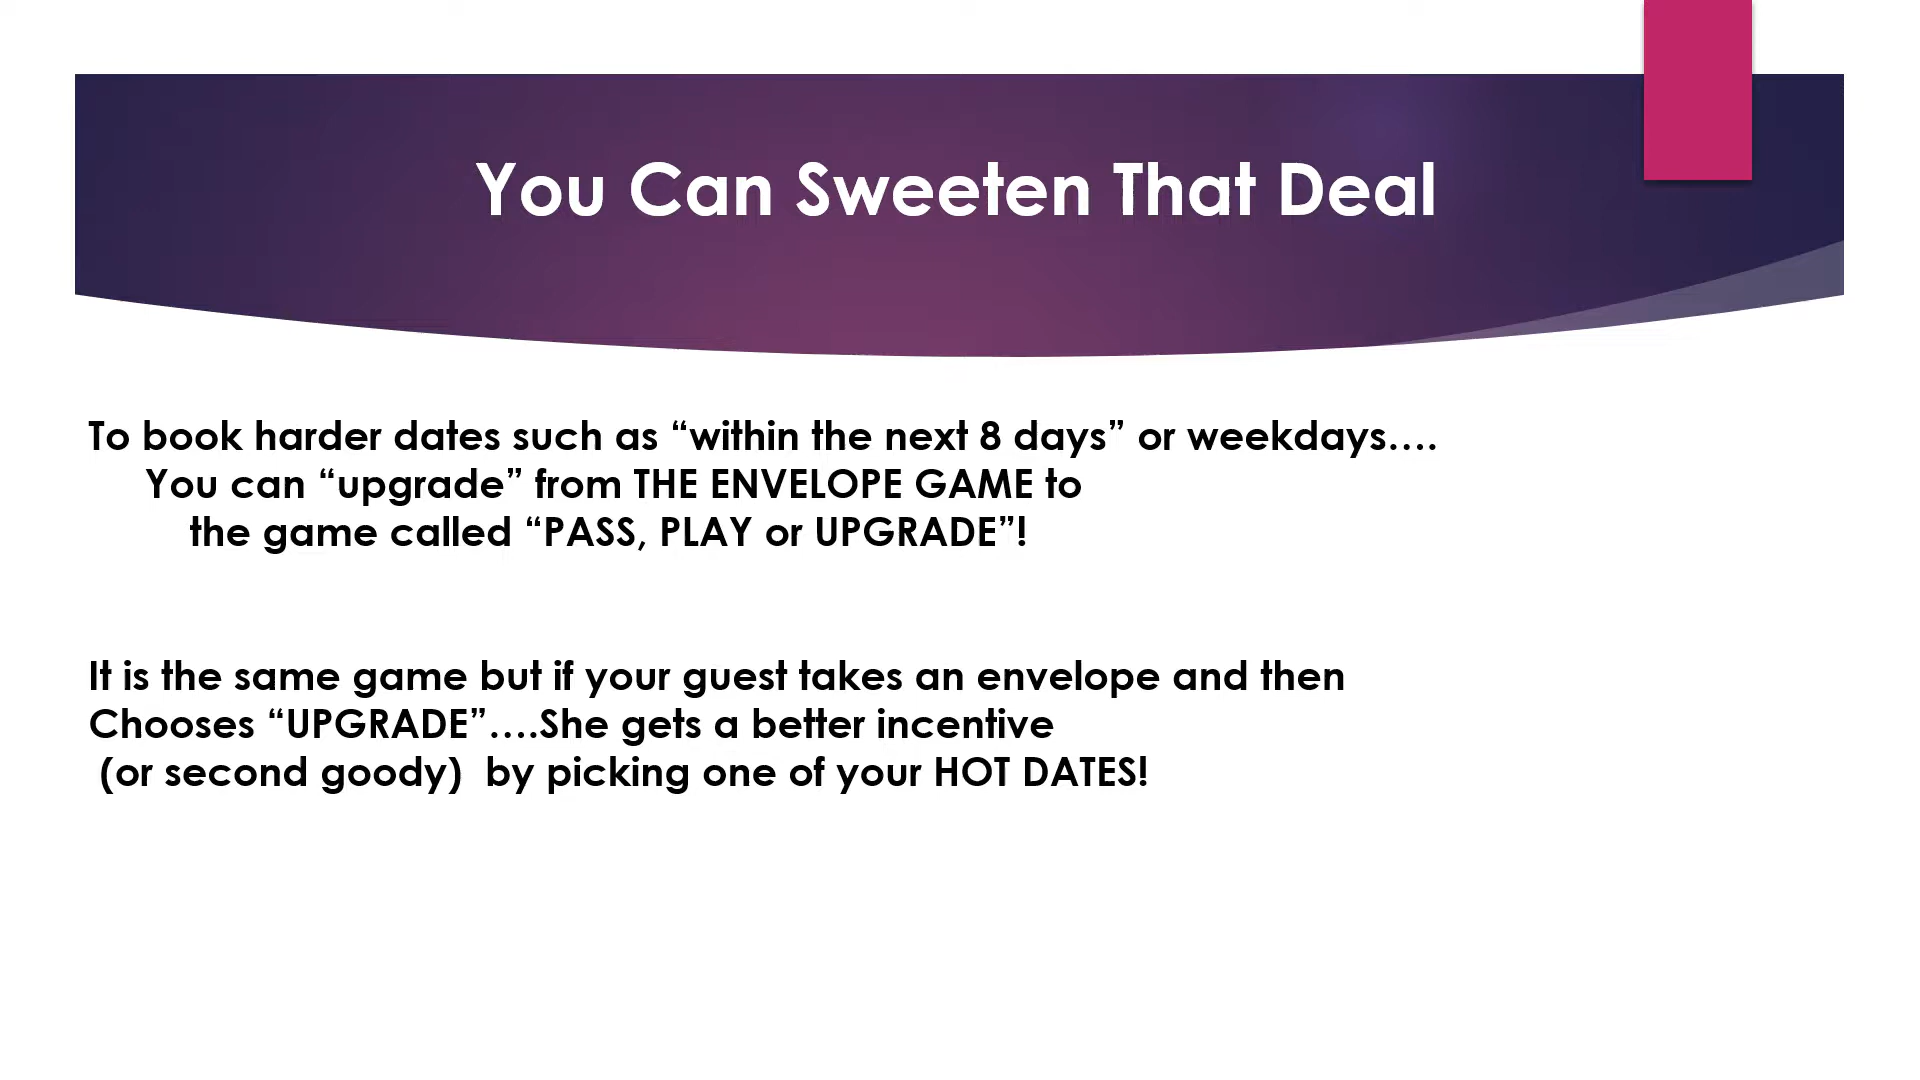 You Can Sweeten That Deal
To book harder dates such as “within the next 8 days” or weekdays….
You can “upgrade” from THE ENVELOPE GAME to
the game called “PASS, PLAY or UPGRADE”!
It is the same game but if your guest takes an envelope and then
Chooses “UPGRADE”….She gets a better incentive
(or second goody)  by picking one of your HOT DATES!